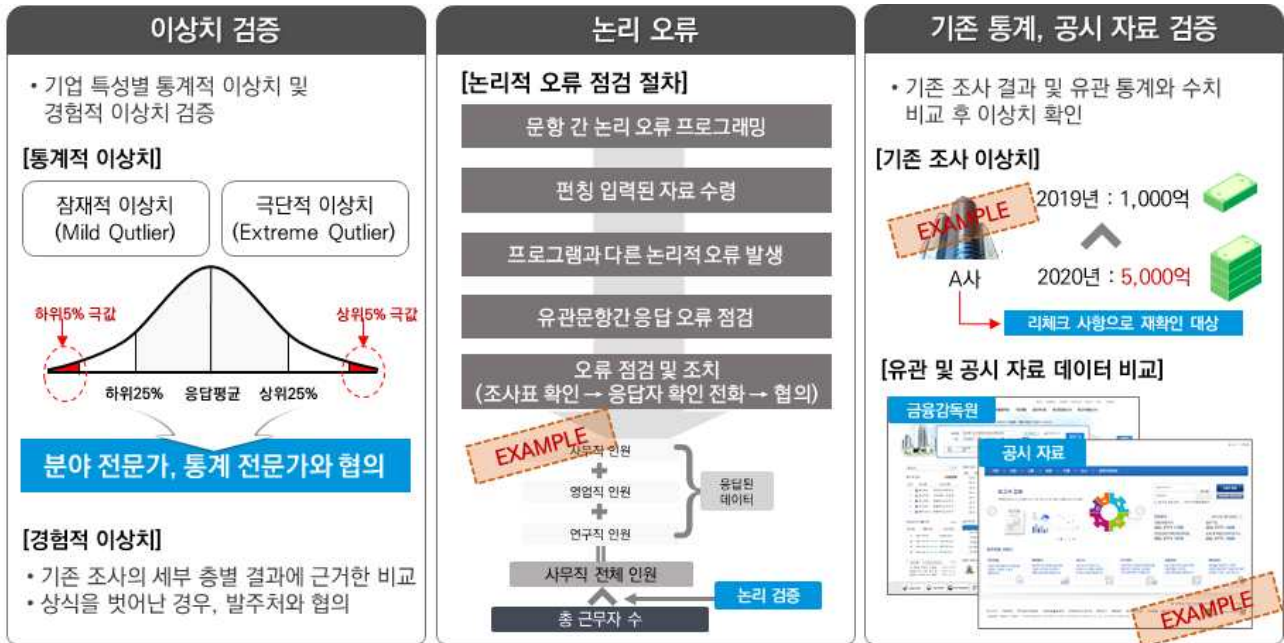 이상치 검증
• 기업 특성별 통계적 이상치 및
경험적 이상치 검증
[통계적 이상치]
잠재적 이상치
(Mild Qutlier)
극단적 이상치
(Extreme Qutlier)
하위5% 극값
상위5% 극값
하위25%
응답평균
상위25%
분야 전문가, 통계 전문가와 협의
[경험적 이상치]
• 기존 조사의 세부 층별 결과에 근거한 비교
• 상식을 벗어난 경우, 발주처와 협의
논리 오류
[논리적 오류 점검 절차]
문항 간 논리 오류 프로그래밍
펀칭 입력된 자료 수령
프로그램과 다른 논리적 오류 발생
유관문항간 응답 오류 점검
오류 점검 및 조치
(조사표 확인 → 응답자 확인 전화 → 협의)
EXAMPLE
사무직 인원
+
영업직 인원
+
연구직 인원
응답된
데이터
사무직 전체 인원
논리 검증
총 근무자 수
기존 통계, 공시 자료 검증
• 기존 조사 결과 및 유관 통계와 수치
비교 후 이상치 확인
[기존 조사 이상치]
EXAMPLE
2019년 : 1,000억
A사
2020년 : 5,000억
리체크 사항으로 재확인 대상
[유관 및 공시 자료 데이터 비교]
금융감독원
공시 자료
EXAMPLE